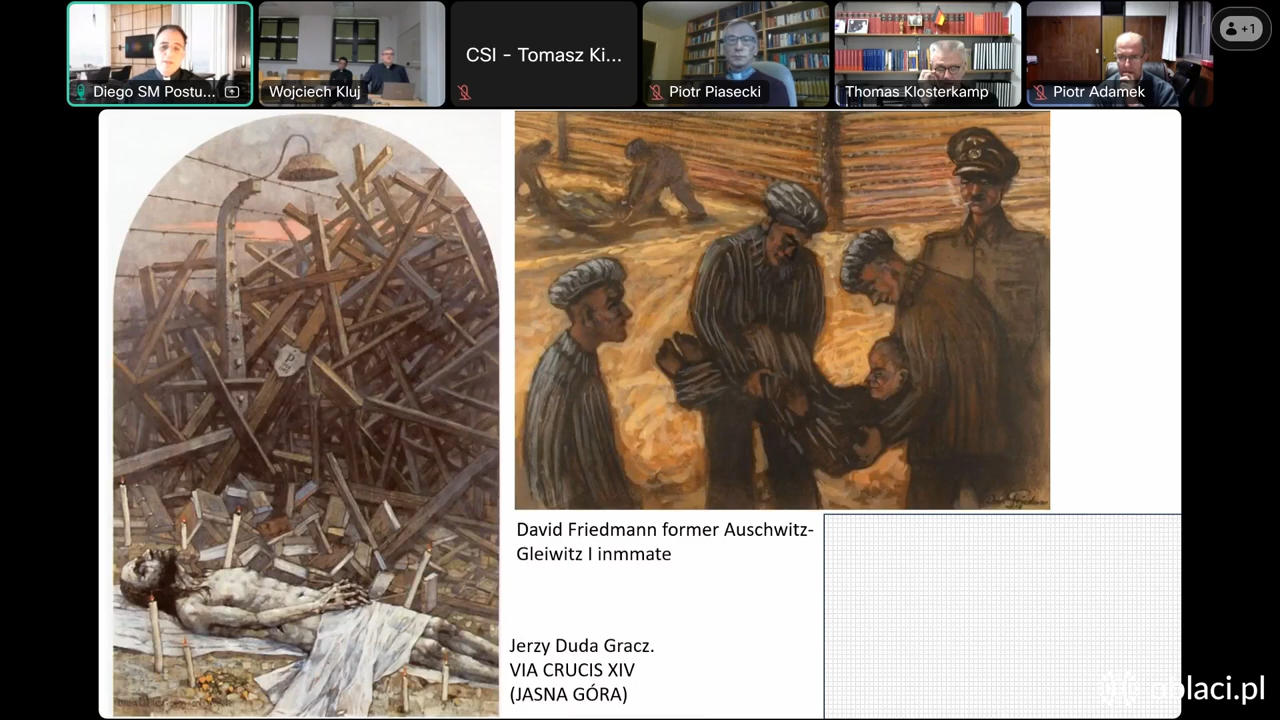 Diego SM Postu...
Wojciech Kluj
CSI - Tomasz Ki...
Piotr Piasecki
Thomas Klosterkamp
Piotr Adamek
+1
P
David Friedmann former Auschwitz-
Gleiwitz I inmmate
Jerzy Duda Gracz.
VIA CRUCIS XIV
(JASNA GÓRA)
oblaci.pl